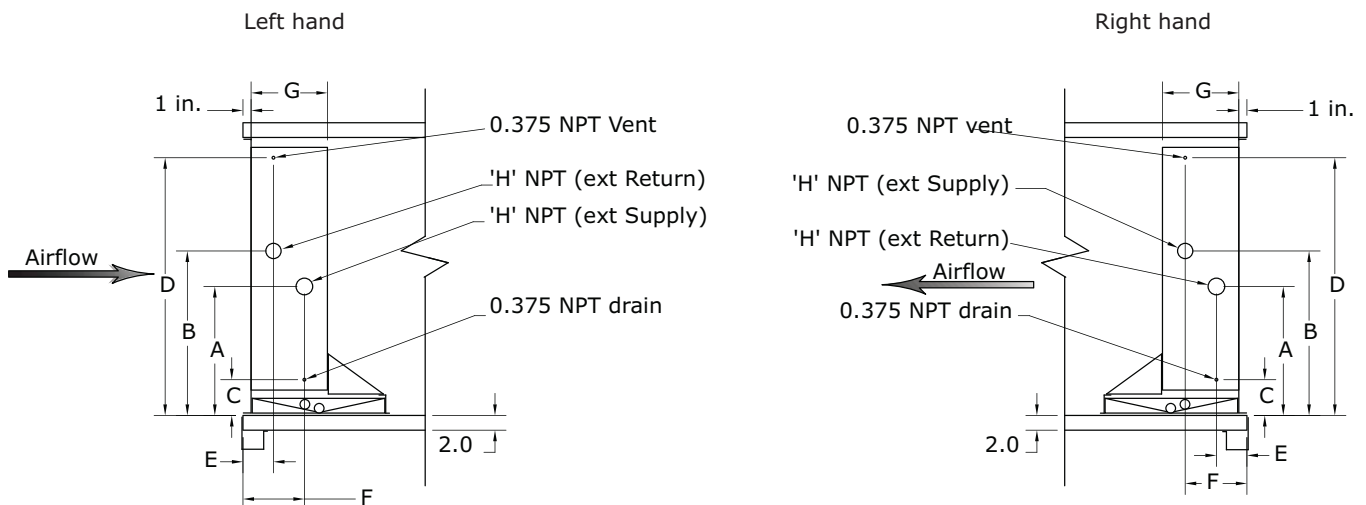 Left hand
Right hand
G
1 in.
0.375 NPT Vent
'H' NPT (ext Return)
'H' NPT (ext Supply)
Airflow
D
B
A
C
0.375 NPT drain
2.0
E
F
G
1 in.
0.375 NPT vent
'H' NPT (ext Supply)
'H' NPT (ext Return)
Airflow
0.375 NPT drain
D
B
A
C
2.0
E
F